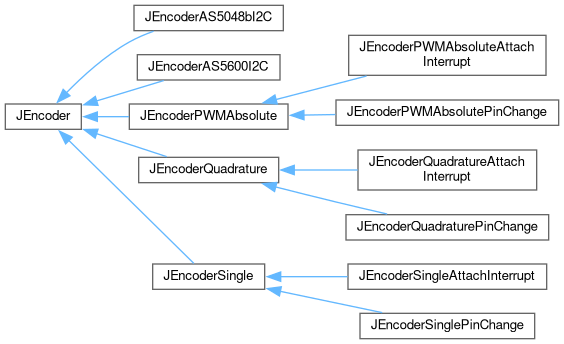 JEncoderAS5048bI2C
JEncoderPWMAbsoluteAttach
Interrupt
JEncoderAS5600I2C
JEncoder
JEncoderPWMAbsolute
JEncoderPWMAbsolutePinChange
JEncoderQuadrature
JEncoderQuadratureAttach
Interrupt
JEncoderQuadraturePinChange
JEncoderSingle
JEncoderSingleAttachInterrupt
JEncoderSinglePinChange